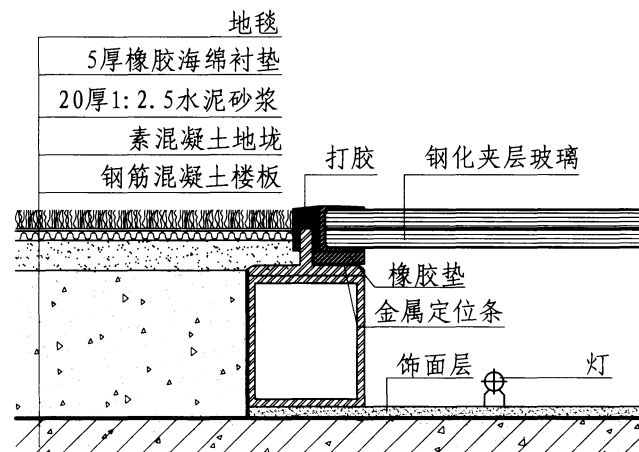 地毯
5厚橡胶海绵衬垫
20厚1:2.5水泥砂浆
素混凝土地垅
钢筋混凝土楼板
打胶
钢化夹层玻璃
橡胶垫
金属定位条
饰面层
灯